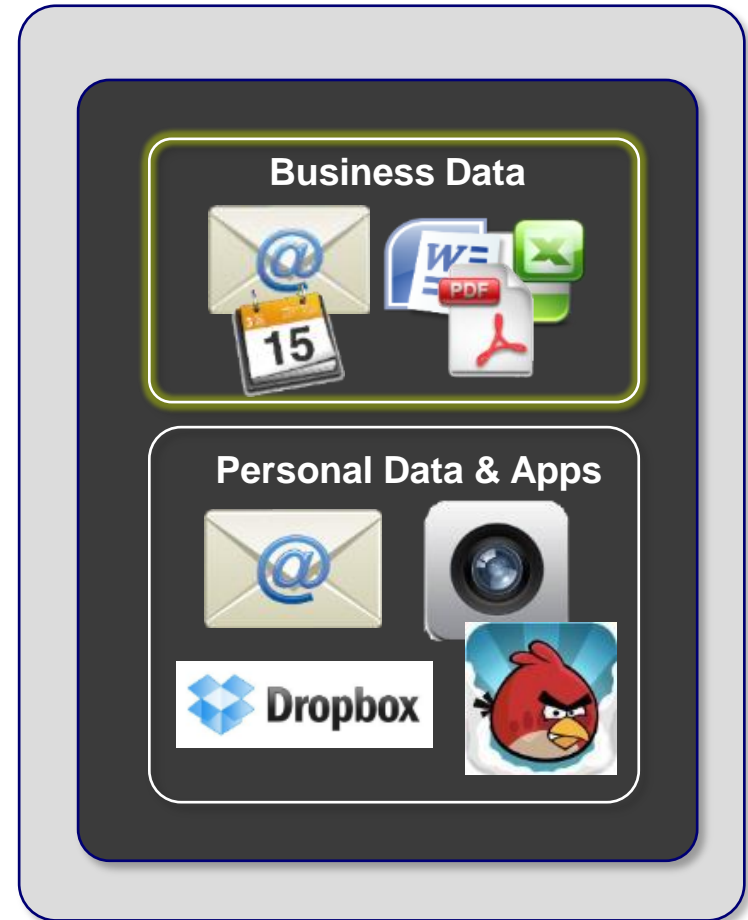 Business Data
@
W
X
PDF
15
Personal Data & Apps
@
Dropbox